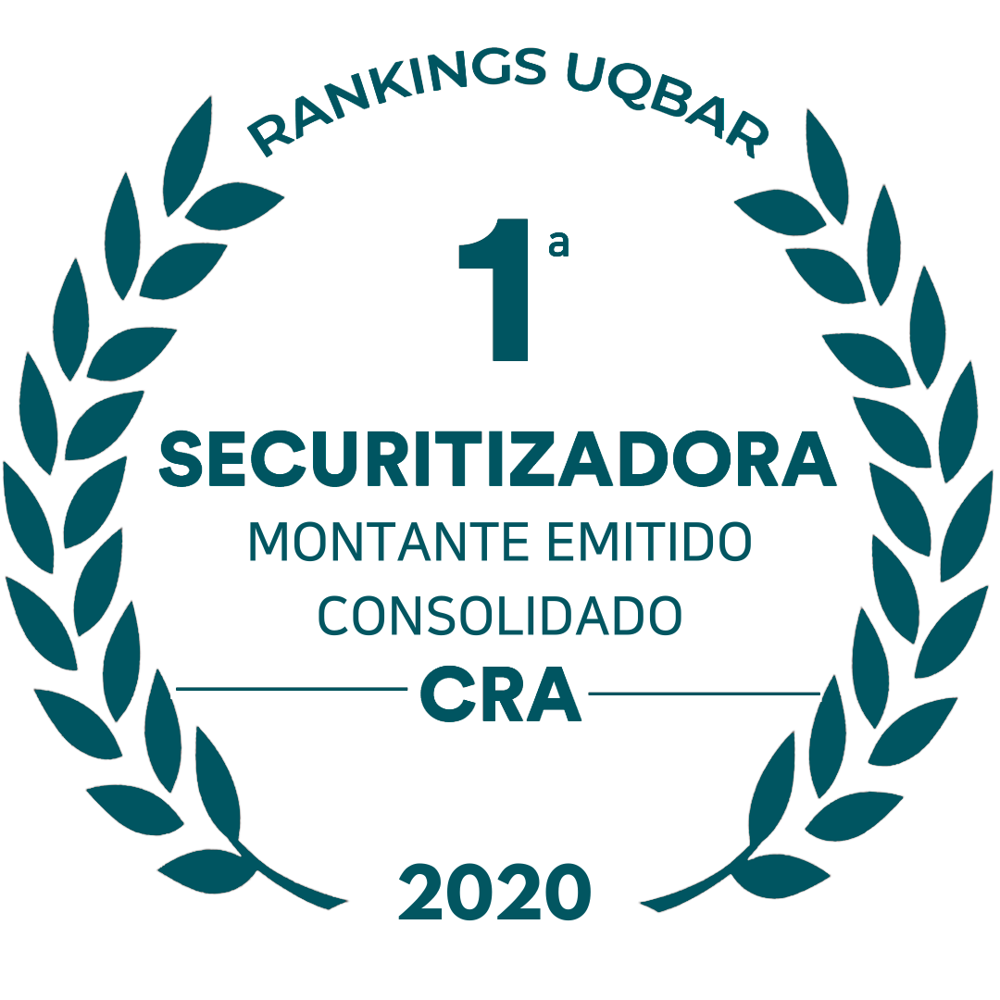 RANKINGS UQBAR
1ª
SECURITIZADORA
MONTANTE EMITIDO
CONSOLIDADO
CRA
2020